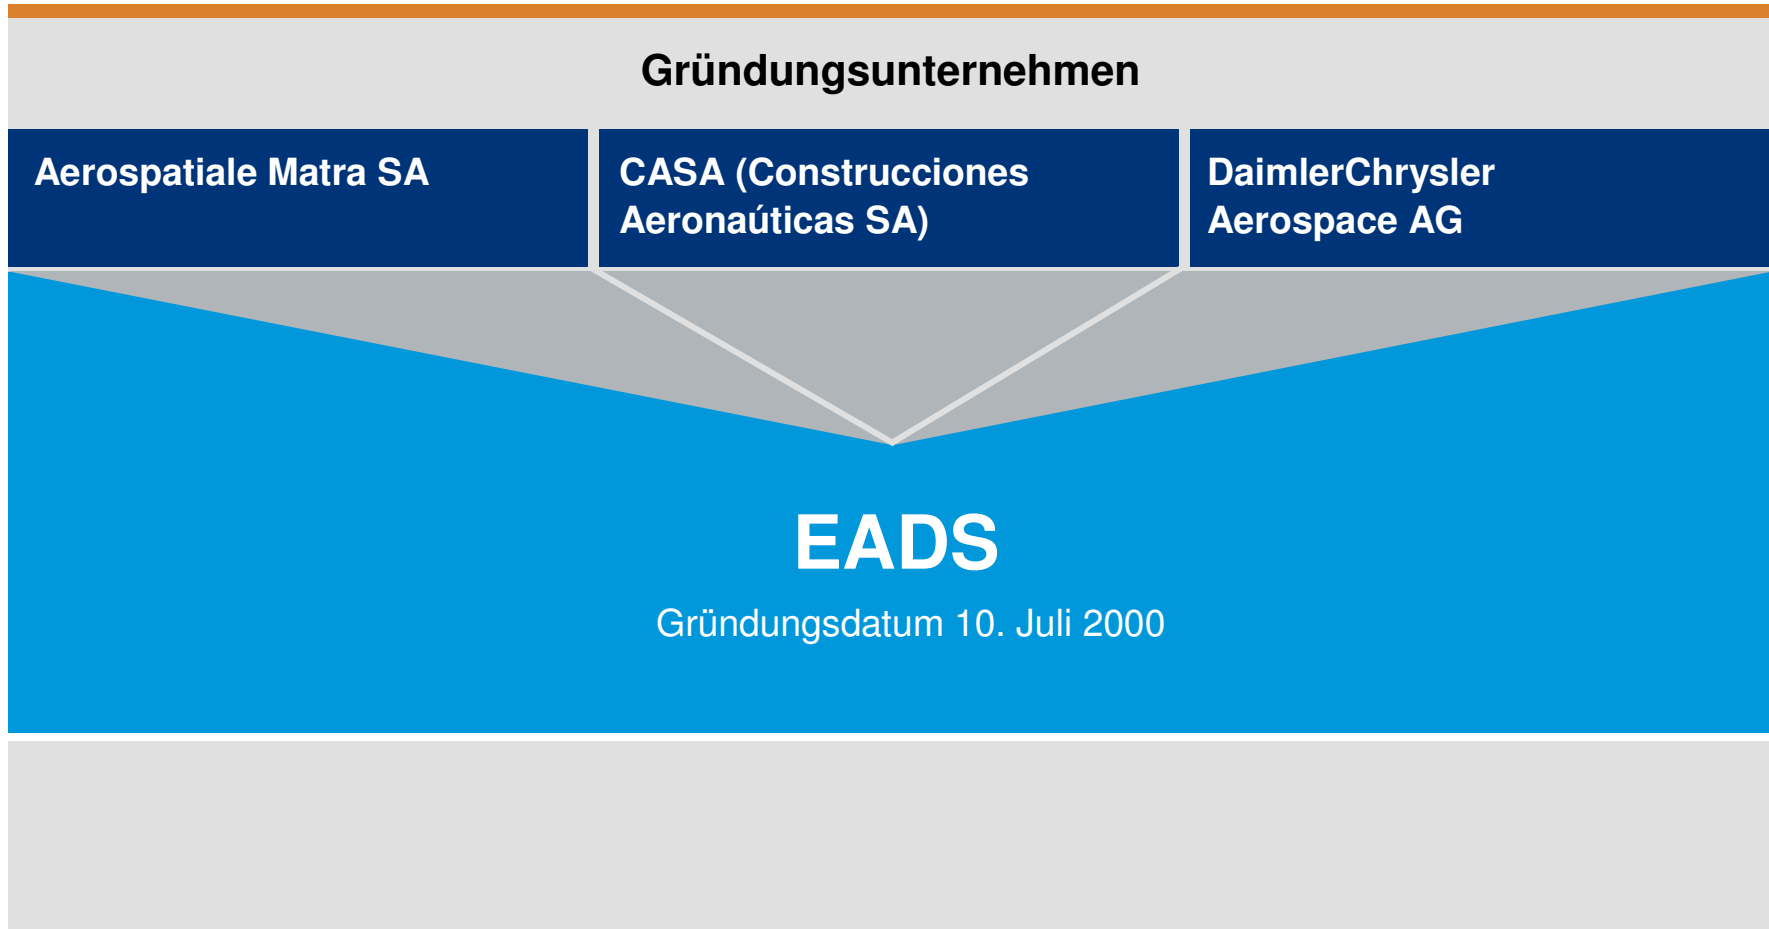 Gründungsunternehmen
Aerospatiale Matra SA
CASA (Construcciones
Aeronaúticas SA)
DaimlerChrysler
Aerospace AG
EADS
Gründungsdatum 10. Juli 2000